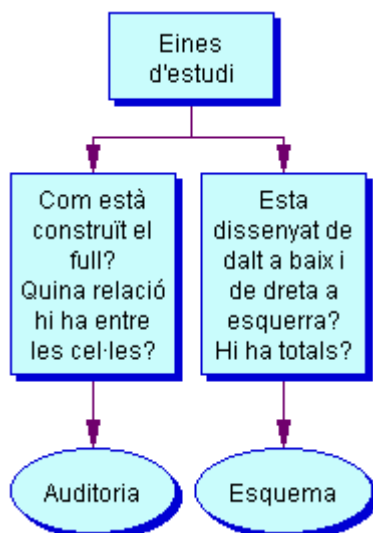 Eines
d'estudi
Com està
construït el
full?
Quina relació
hi ha entre
les cel·les?
Esta
dissenyat de
dalt a baix i
de dreta a
esquerra?
Hi ha totals?
Auditoria
Esquema